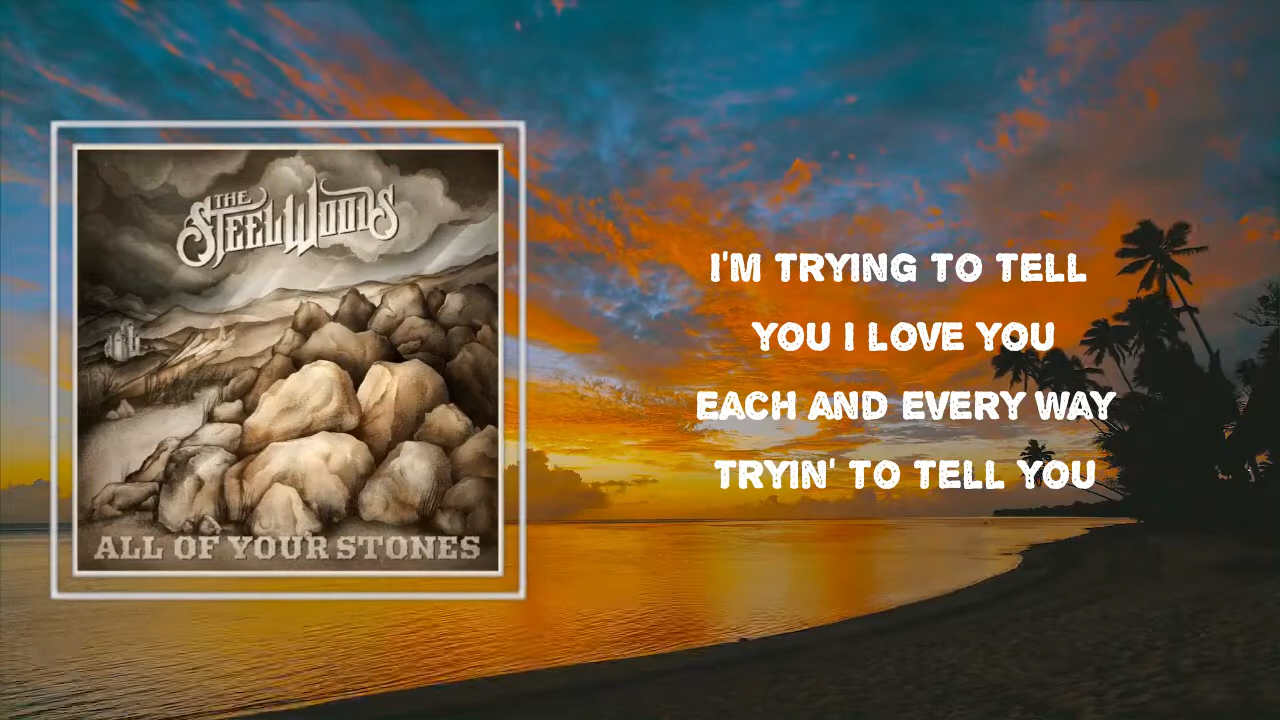 THE
STEEL WOODS
ALL OF YOUR STONES
I'M TRYING TO TELL
YOU I LOVE YOU
EACH AND EVERY WAY
TRYIN' TO TELL YOU